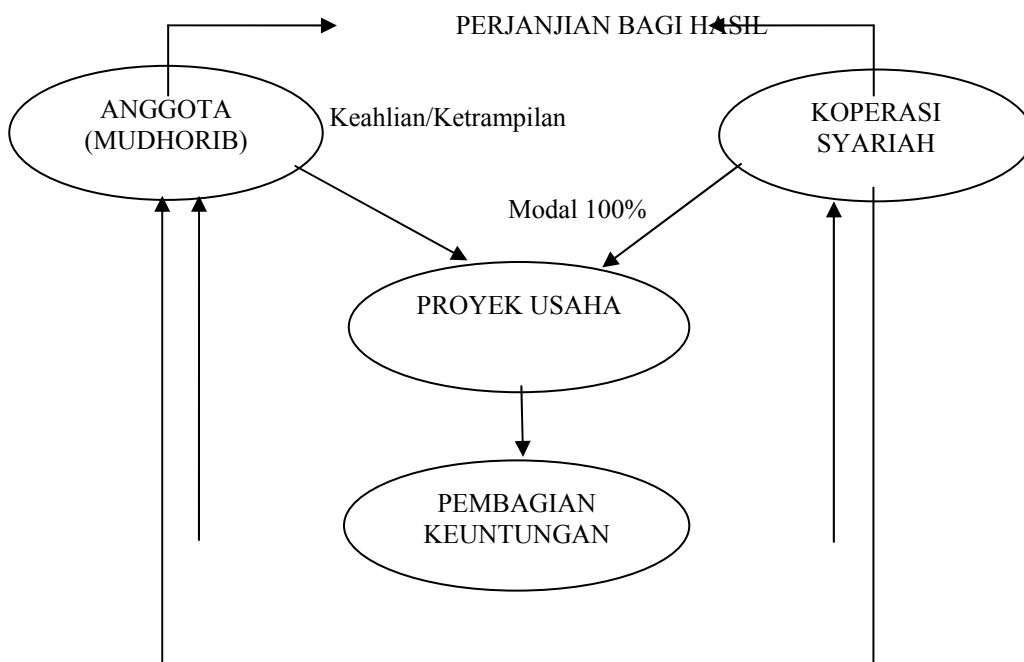 PERJANJIAN BAGI HASIL
ANGGOTA
(MUDHORIB)
Keahlian/Ketrampilan
KOPERASI
SYARIAH
Modal 100%
PROYEK USAHA
PEMBAGIAN
KEUNTUNGAN